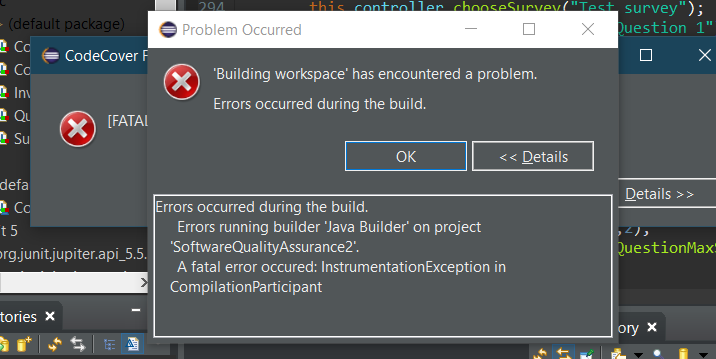 294
this.controller.chooseSurvey("Test survey");
Problem Occurred
(default package)
Question 1"
Co
CodeCover F
'Building workspace' has encountered a problem.
Errors occurred during the build.
Inv
Qu
Su
[FATAL
OK
<< Details
Details >>
defa
Co
t 5
org.junit.jupiter.api_5.5.
Errors occurred during the build.
Errors running builder 'Java Builder' on project
'SoftwareQualityAssurance2'.
A fatal error occured: InstrumentationException in
CompilationParticipant
,2),
QuestionMaxS
tories
ory